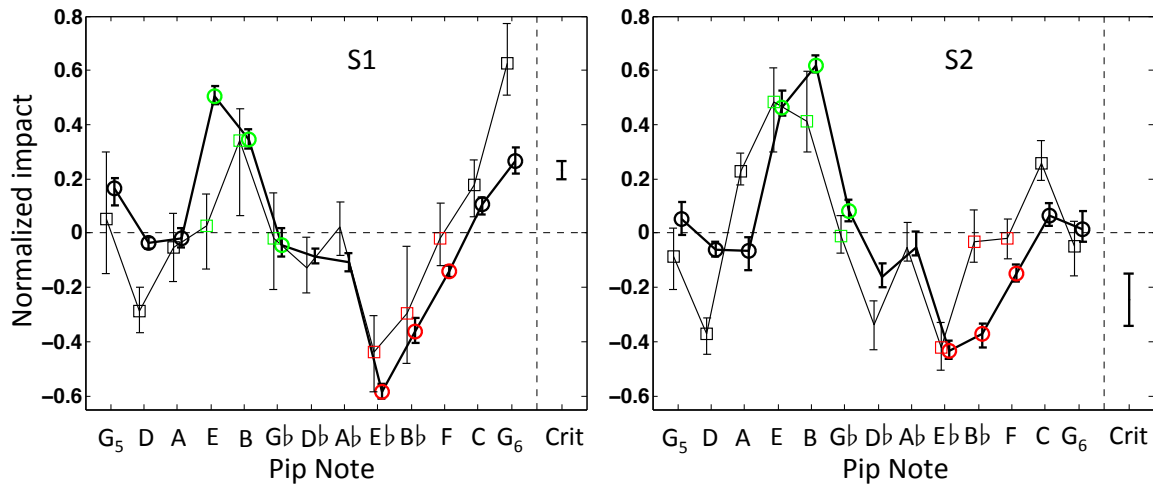 S1
Normalized impact
0.8
0.6
0.4
0.2
0
−0.2
−0.4
−0.6
G₅ D A E B G♭ D♭ A♭ E♭ B♭ F C G₆ Crit
Pip Note
S2
0.8
0.6
0.4
0.2
0
−0.2
−0.4
−0.6
G₅ D A E B G♭ D♭ A♭ E♭ B♭ F C G₆ Crit
Pip Note